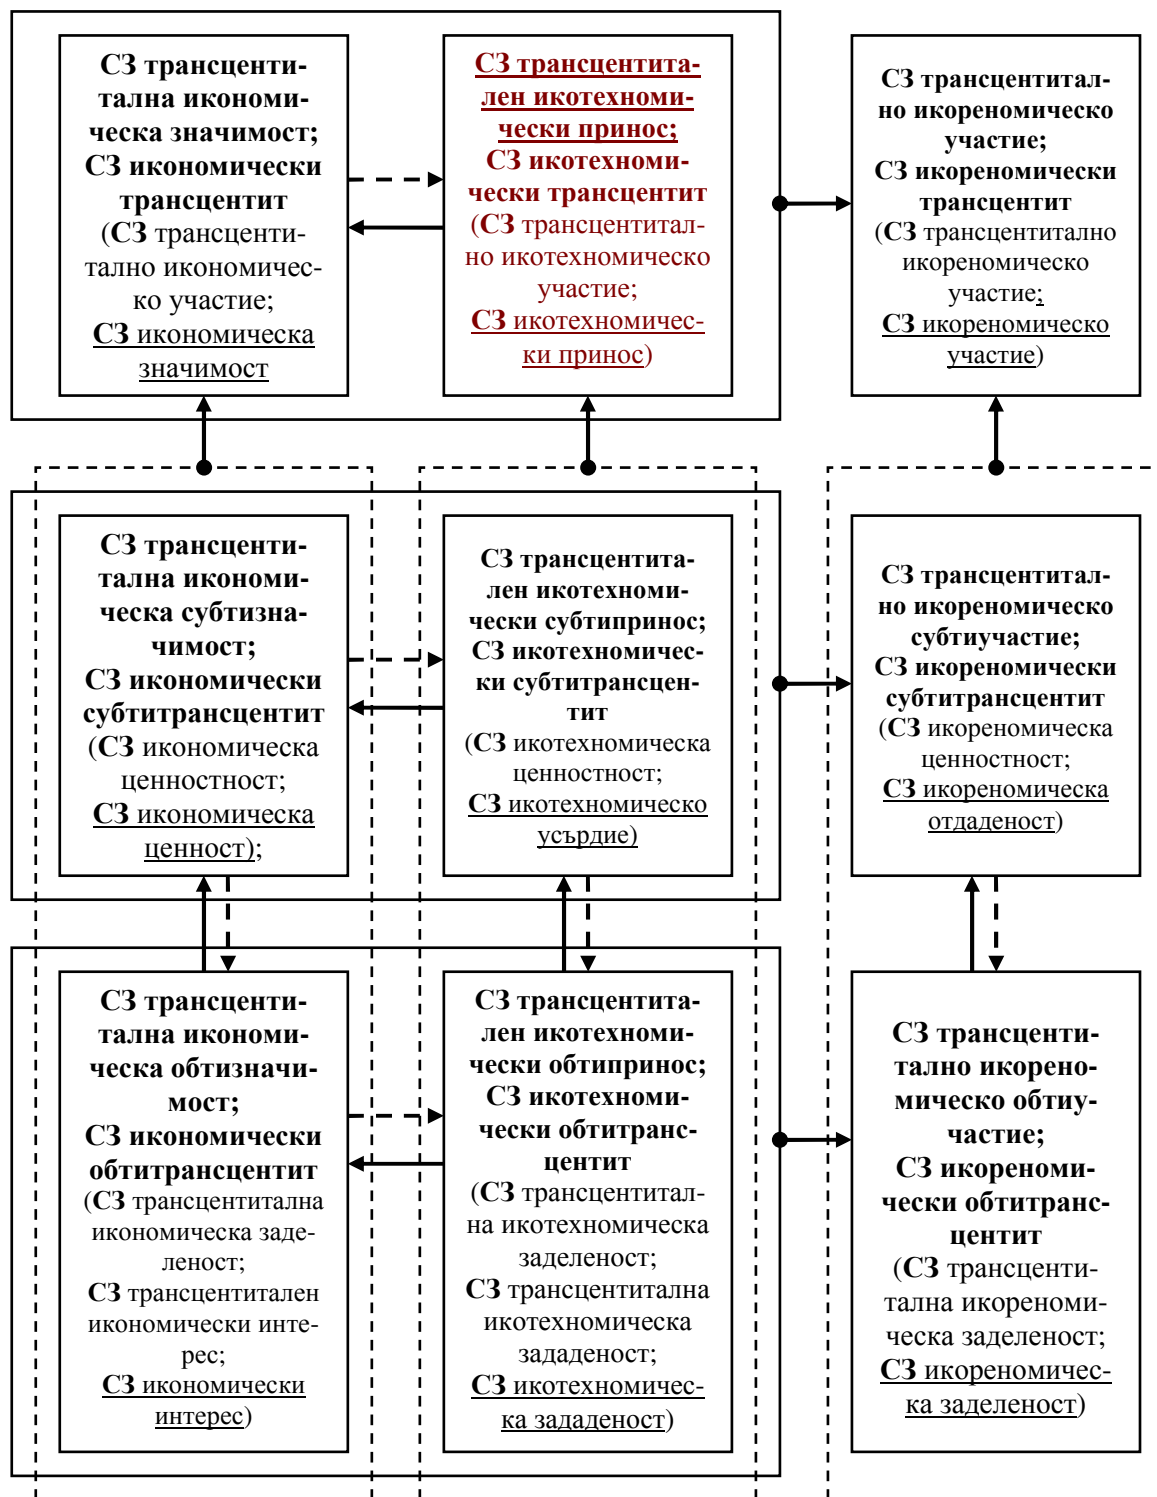 СЗ трансценти-
тална икономи-
ческа значимост;
СЗ икономически
трансцентит
(СЗ трансценти-
тално икономичес-
ко участие;
СЗ икономическа
значимост
СЗ трансцентита-
лен икотехноми-
чески принос;
СЗ икотехноми-
чески трансцентит
(СЗ трансцентитал-
но икотехномическо
участие;
СЗ икотехномичес-
ки принос)
СЗ трансцентитал-
но икореномическо
участие;
СЗ икореномически
трансцентит
(СЗ трансцентитално
икореномическо
участие;
СЗ икореномическо
участие)
СЗ трансценти-
тална икономи-
ческа субтизна-
чимост;
СЗ икономически
субтитрансцентит
(СЗ икономическа
ценностност;
СЗ икономическа
ценност);
СЗ трансцентита-
лен икотехноми-
чески субтипринос;
СЗ икотехномичес-
ки субтитрансцен-
тит
(СЗ икотехномическа
ценностност;
СЗ икотехномическо
усърдие)
СЗ трансцентитал-
но икореномическо
субтиучастие;
СЗ икореномически
субтитрансцентит
(СЗ икореномическа
ценностност;
СЗ икореномическа
отдаденост)
СЗ трансценти-
тална икономи-
ческа обтизначи-
мост;
СЗ икономически
обтитрансцентит
(СЗ трансцентитална
икономическа заде-
леност;
СЗ трансцентитален
икономически инте-
рес;
СЗ икономически
интерес)
СЗ трансцентита-
лен икотехноми-
чески обтипринос;
СЗ икотехноми-
чески обтитранс-
центит
(СЗ трансцентитал-
на икотехномическа
заделеност;
СЗ трансцентитална
икотехномическа
зададеност;
СЗ икотехномичес-
ка зададеност)
СЗ трансценти-
тално икорено-
мическо обтиу-
частие;
СЗ икореноми-
чески обтитранс-
центит
(СЗ трансценти-
тална икореноми-
ческа заделеност;
СЗ икореномичес-
ка заделеност)